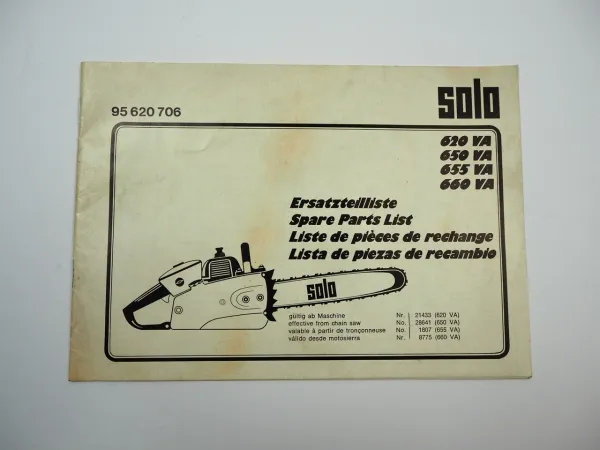 95 620 706
solo
620 VA
650 VA
655 VA
660 VA
Ersatzteilliste
Spare Parts List
Liste de pièces de rechange
Lista de piezas de recambio
solo
gültig ab Maschine Nr. 21433 (620 VA)
effective from chain saw No. 28641 (650 VA)
valable à partir de tronçonneuse No. 1807 (655 VA)
válido desde motosierra Nr. 8775 (660 VA)